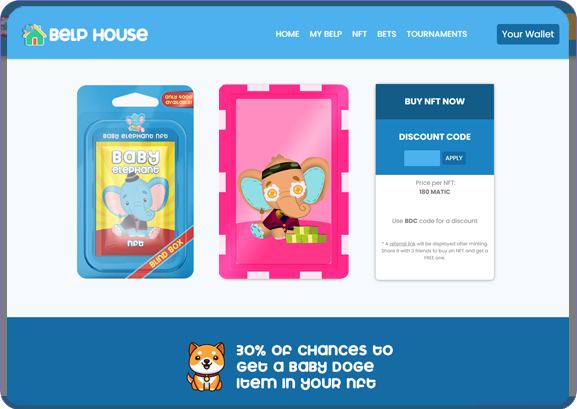 BELP HOUSE
HOME MY BELP NFT BETS TOURNAMENTS
Your Wallet
ONLY 4000
AVAILABLE!
BABY ELEPHANT NFT
BABY
ELEPHANT
NFT
BLIND BOX
BUY NFT NOW
DISCOUNT CODE
APPLY
Price per NFT:
180 MATIC
Use BDC code for a discount
* A referral link will be displayed after minting.
Share it with 3 friends to buy an NFT and get a
FREE one.
30% OF CHANCES TO
GET A BABY DOGE
ITEM IN YOUR NFT